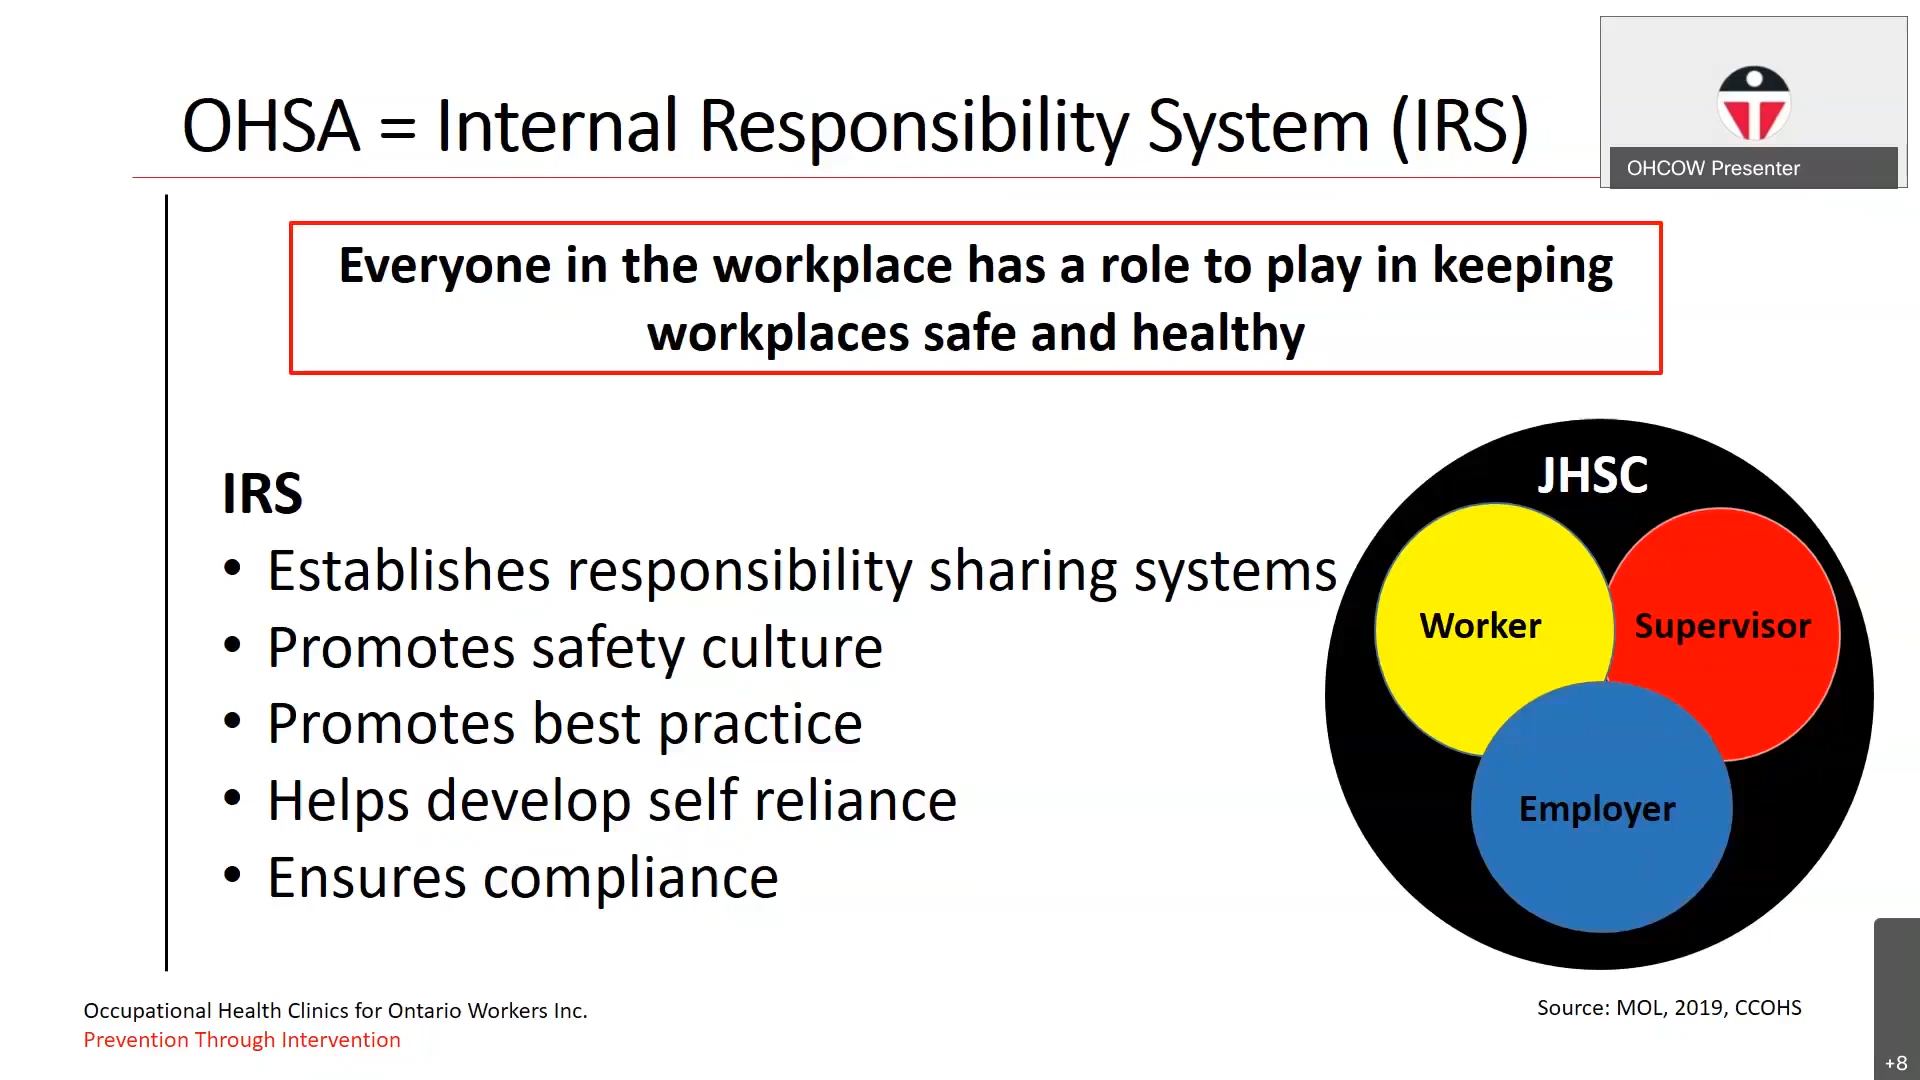 OHSA = Internal Responsibility System (IRS)
OHCOW Presenter
Everyone in the workplace has a role to play in keeping
workplaces safe and healthy
IRS
• Establishes responsibility sharing systems
• Promotes safety culture
• Promotes best practice
• Helps develop self reliance
• Ensures compliance
JHSC
Worker
Supervisor
Employer
Occupational Health Clinics for Ontario Workers Inc.
Prevention Through Intervention
Source: MOL, 2019, CCOHS
+8